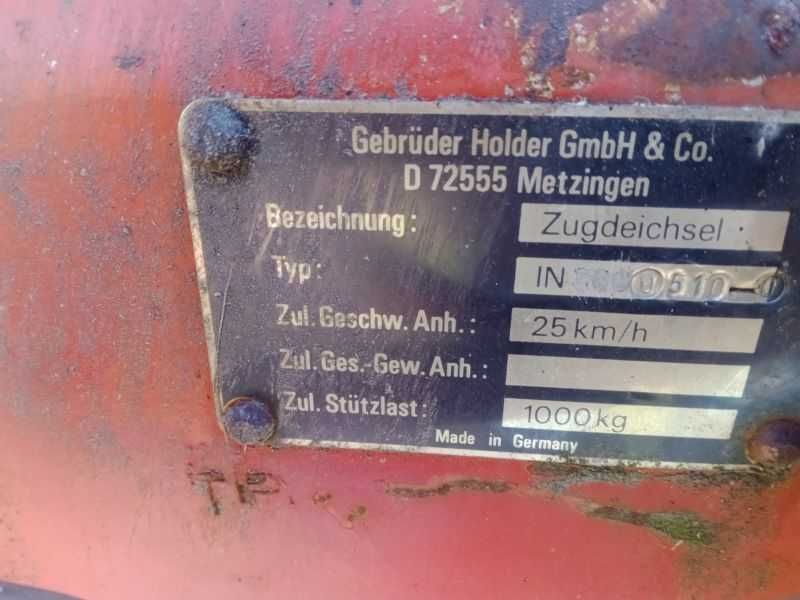 Gebrüder Holder GmbH & Co.
D 72555 Metzingen
Bezeichnung: Zugdeichsel
Typ: IN
Zul. Geschw. Anh.: 25 km/h
Zul. Ges.-Gew. Anh.:
Zul. Stützlast: 1000 kg
Made in Germany